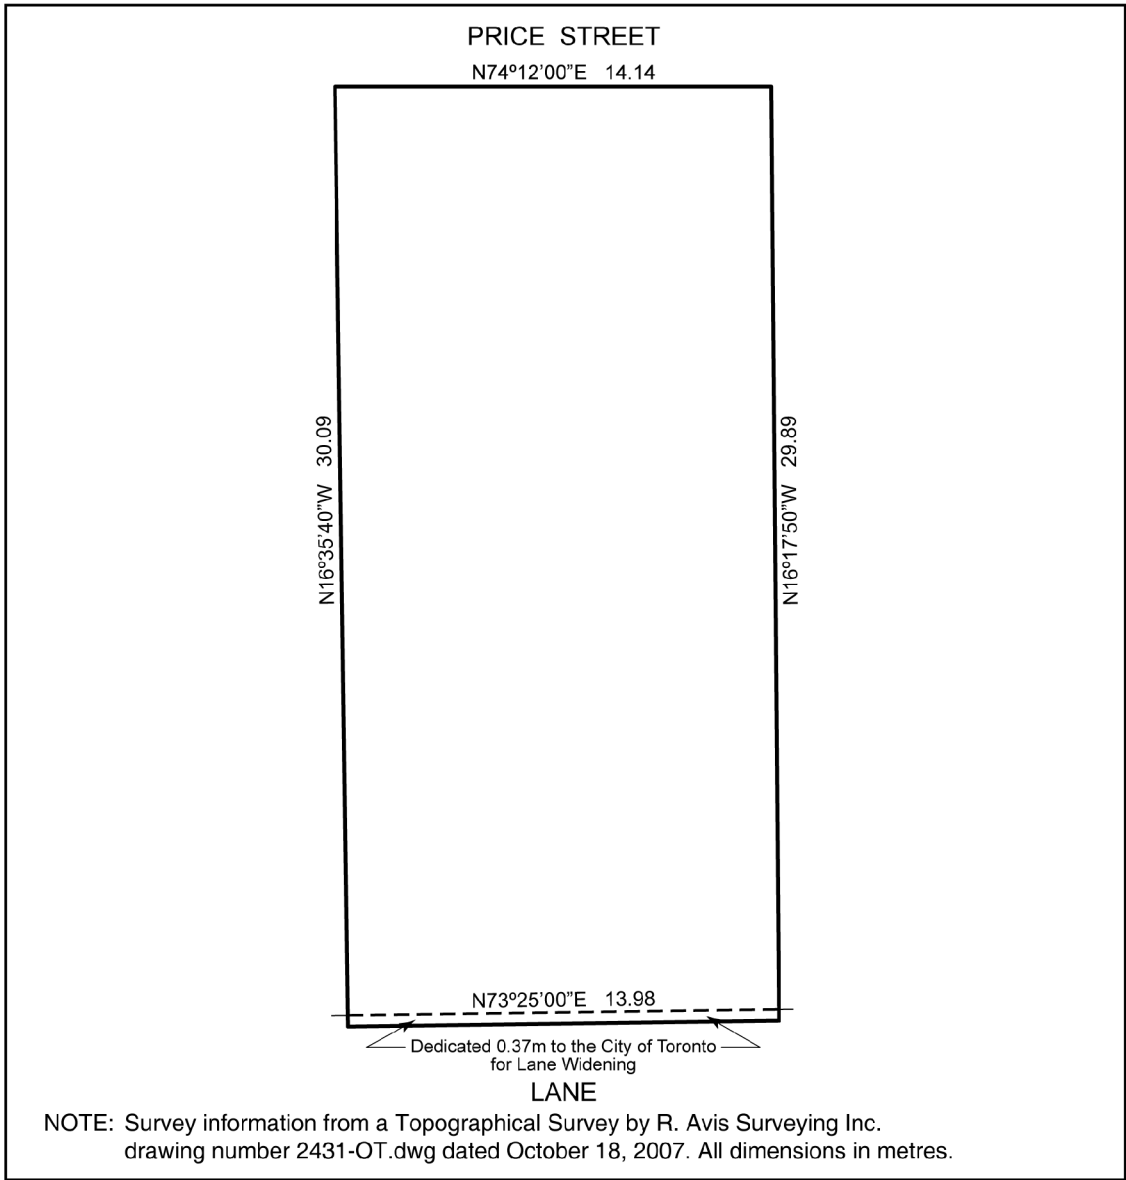 PRICE STREET
N74º12'00"E 14.14
N16º35'40"W 30.09
N16º17'50"W 29.89
N73º25'00"E 13.98
Dedicated 0.37m to the City of Toronto
for Lane Widening
LANE
NOTE: Survey information from a Topographical Survey by R. Avis Surveying Inc.
drawing number 2431-OT.dwg dated October 18, 2007. All dimensions in metres.